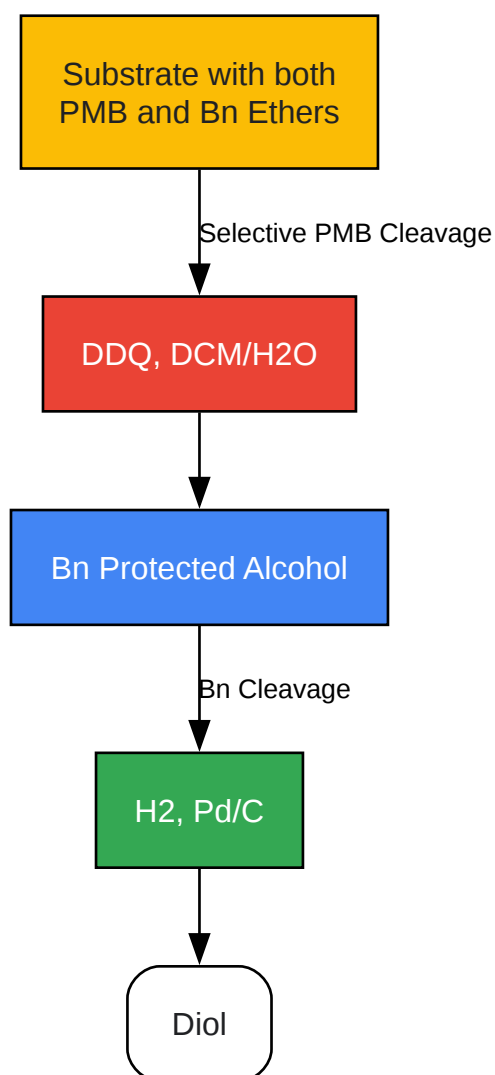 Substrate with both
PMB and Bn Ethers
Selective PMB Cleavage
DDQ, DCM/H2O
Bn Protected Alcohol
Bn Cleavage
H2, Pd/C
Diol